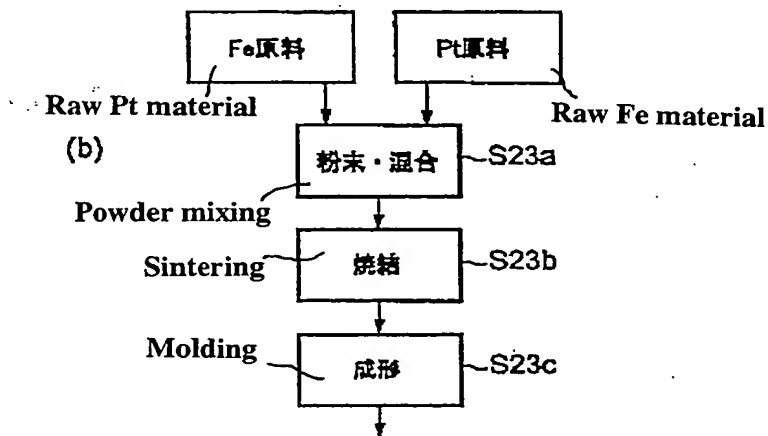 Fe原料
Pt原料
Raw Pt material
Raw Fe material
(b)
粉末・混合
S23a
Powder mixing
Sintering
焼結
S23b
Molding
成形
S23c